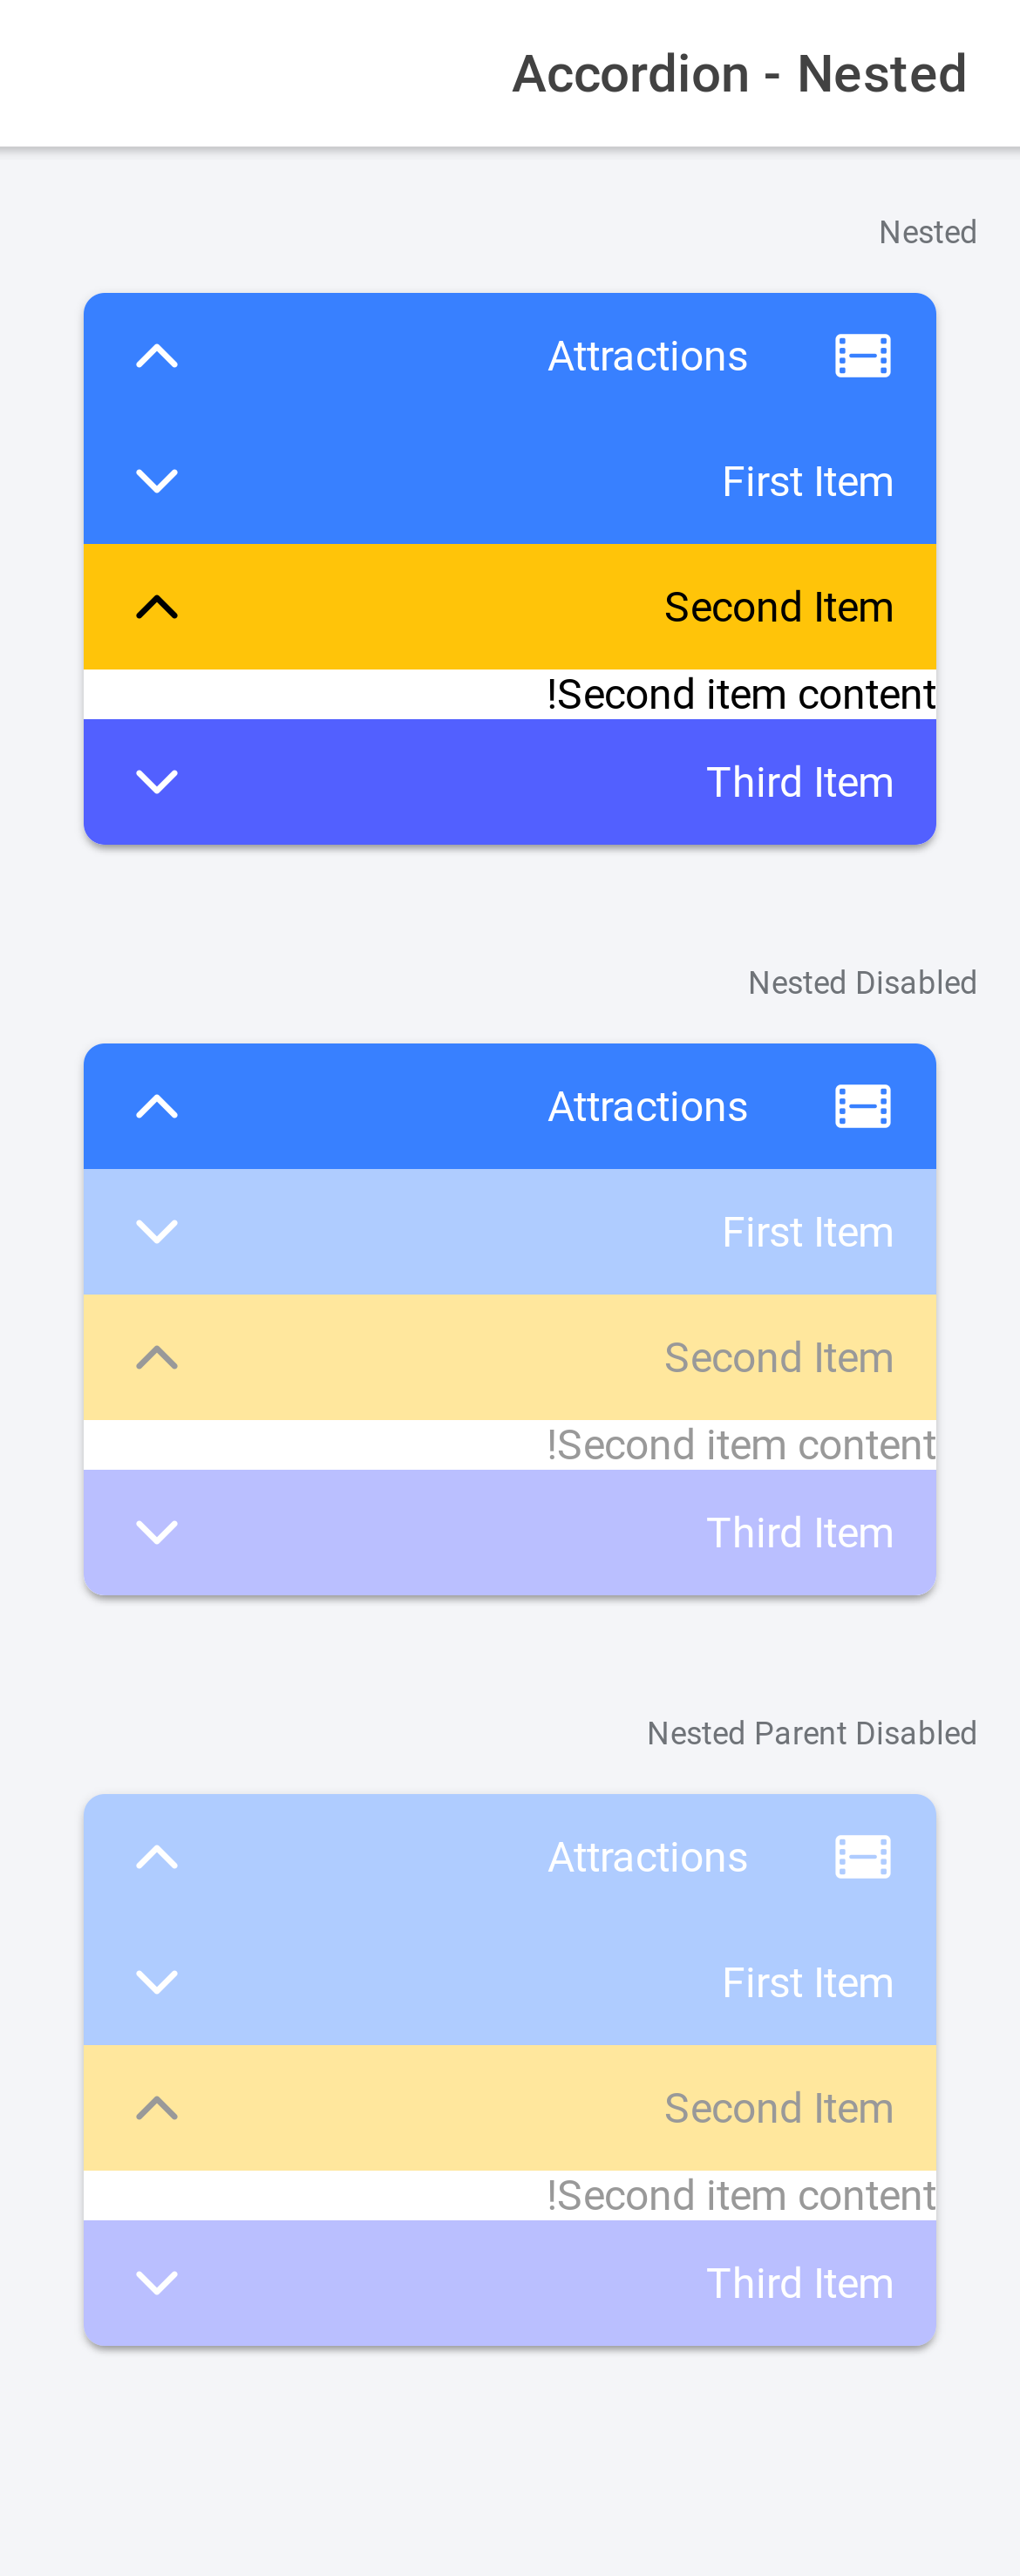 Accordion - Nested
Nested
Attractions
First Item
Second Item
!Second item content
Third Item
Nested Disabled
Attractions
First Item
Second Item
!Second item content
Third Item
Nested Parent Disabled
Attractions
First Item
Second Item
!Second item content
Third Item